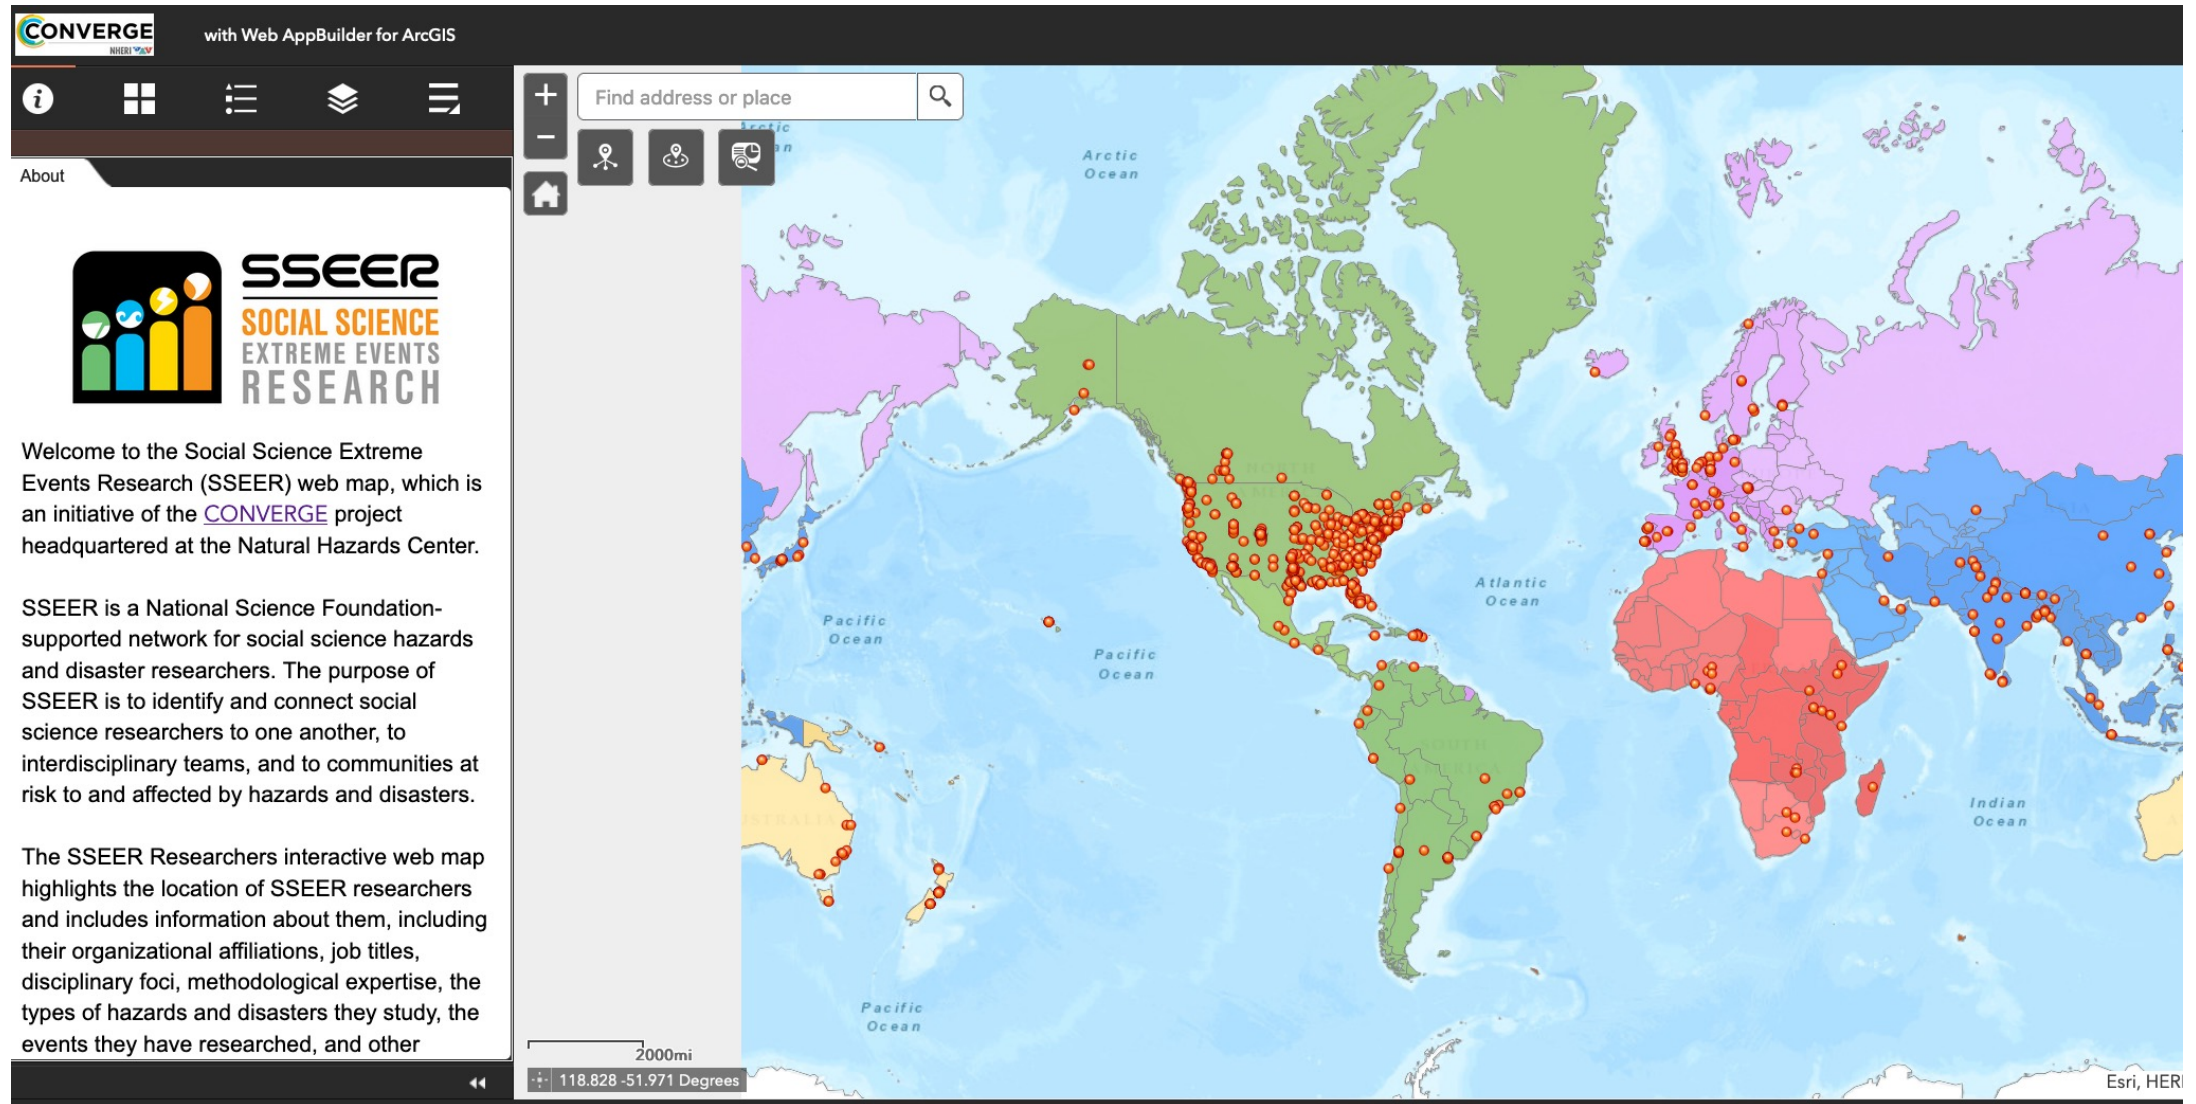 CONVERGE
NHERI
with Web AppBuilder for ArcGIS
Find address or place
About
SSEER
SOCIAL SCIENCE
EXTREME EVENTS
RESEARCH
Welcome to the Social Science Extreme
Events Research (SSEER) web map, which is
an initiative of the CONVERGE project
headquartered at the Natural Hazards Center.
SSEER is a National Science Foundation-
supported network for social science hazards
and disaster researchers. The purpose of
SSEER is to identify and connect social
science researchers to one another, to
interdisciplinary teams, and to communities at
risk to and affected by hazards and disasters.
The SSEER Researchers interactive web map
highlights the location of SSEER researchers
and includes information about them, including
their organizational affiliations, job titles,
disciplinary foci, methodological expertise, the
types of hazards and disasters they study, the
events they have researched, and other
Arctic
Arctic
Ocean
NORTH
Atlantic
Ocean
Pacific
Ocean
Pacific
Ocean
SOUTH
AMERICA
Indian
Ocean
Pacific
Ocean
2000mi
118.828 -51.971 Degrees
Esri, HER